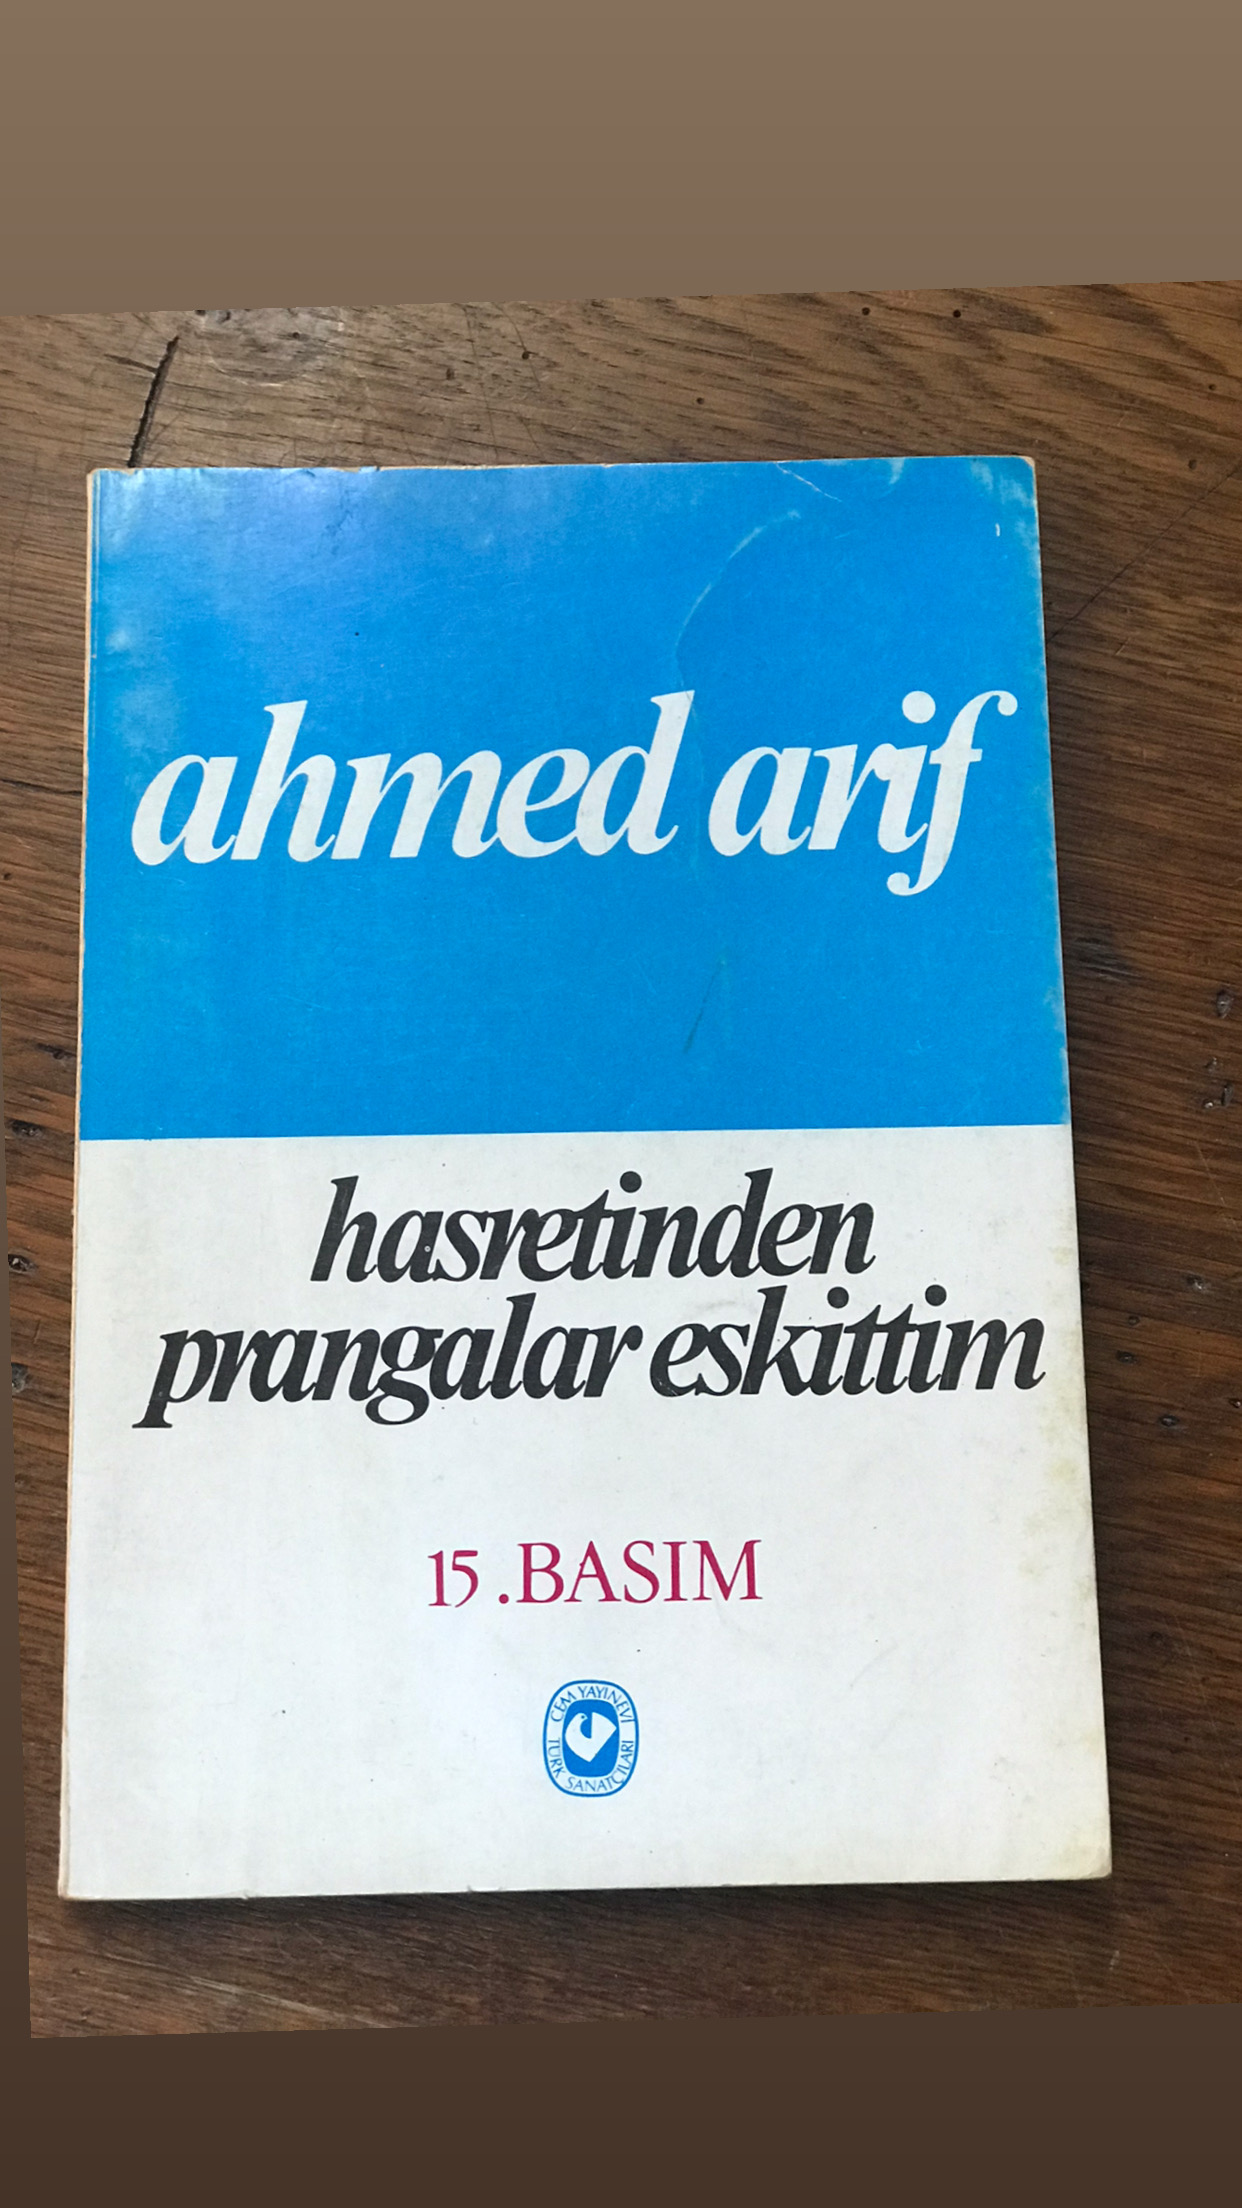 ahmed arif
hasretinden
prangalar eskittim
15.BASIM
CEM YAYINEVİ
TÜRK SANATÇILARI